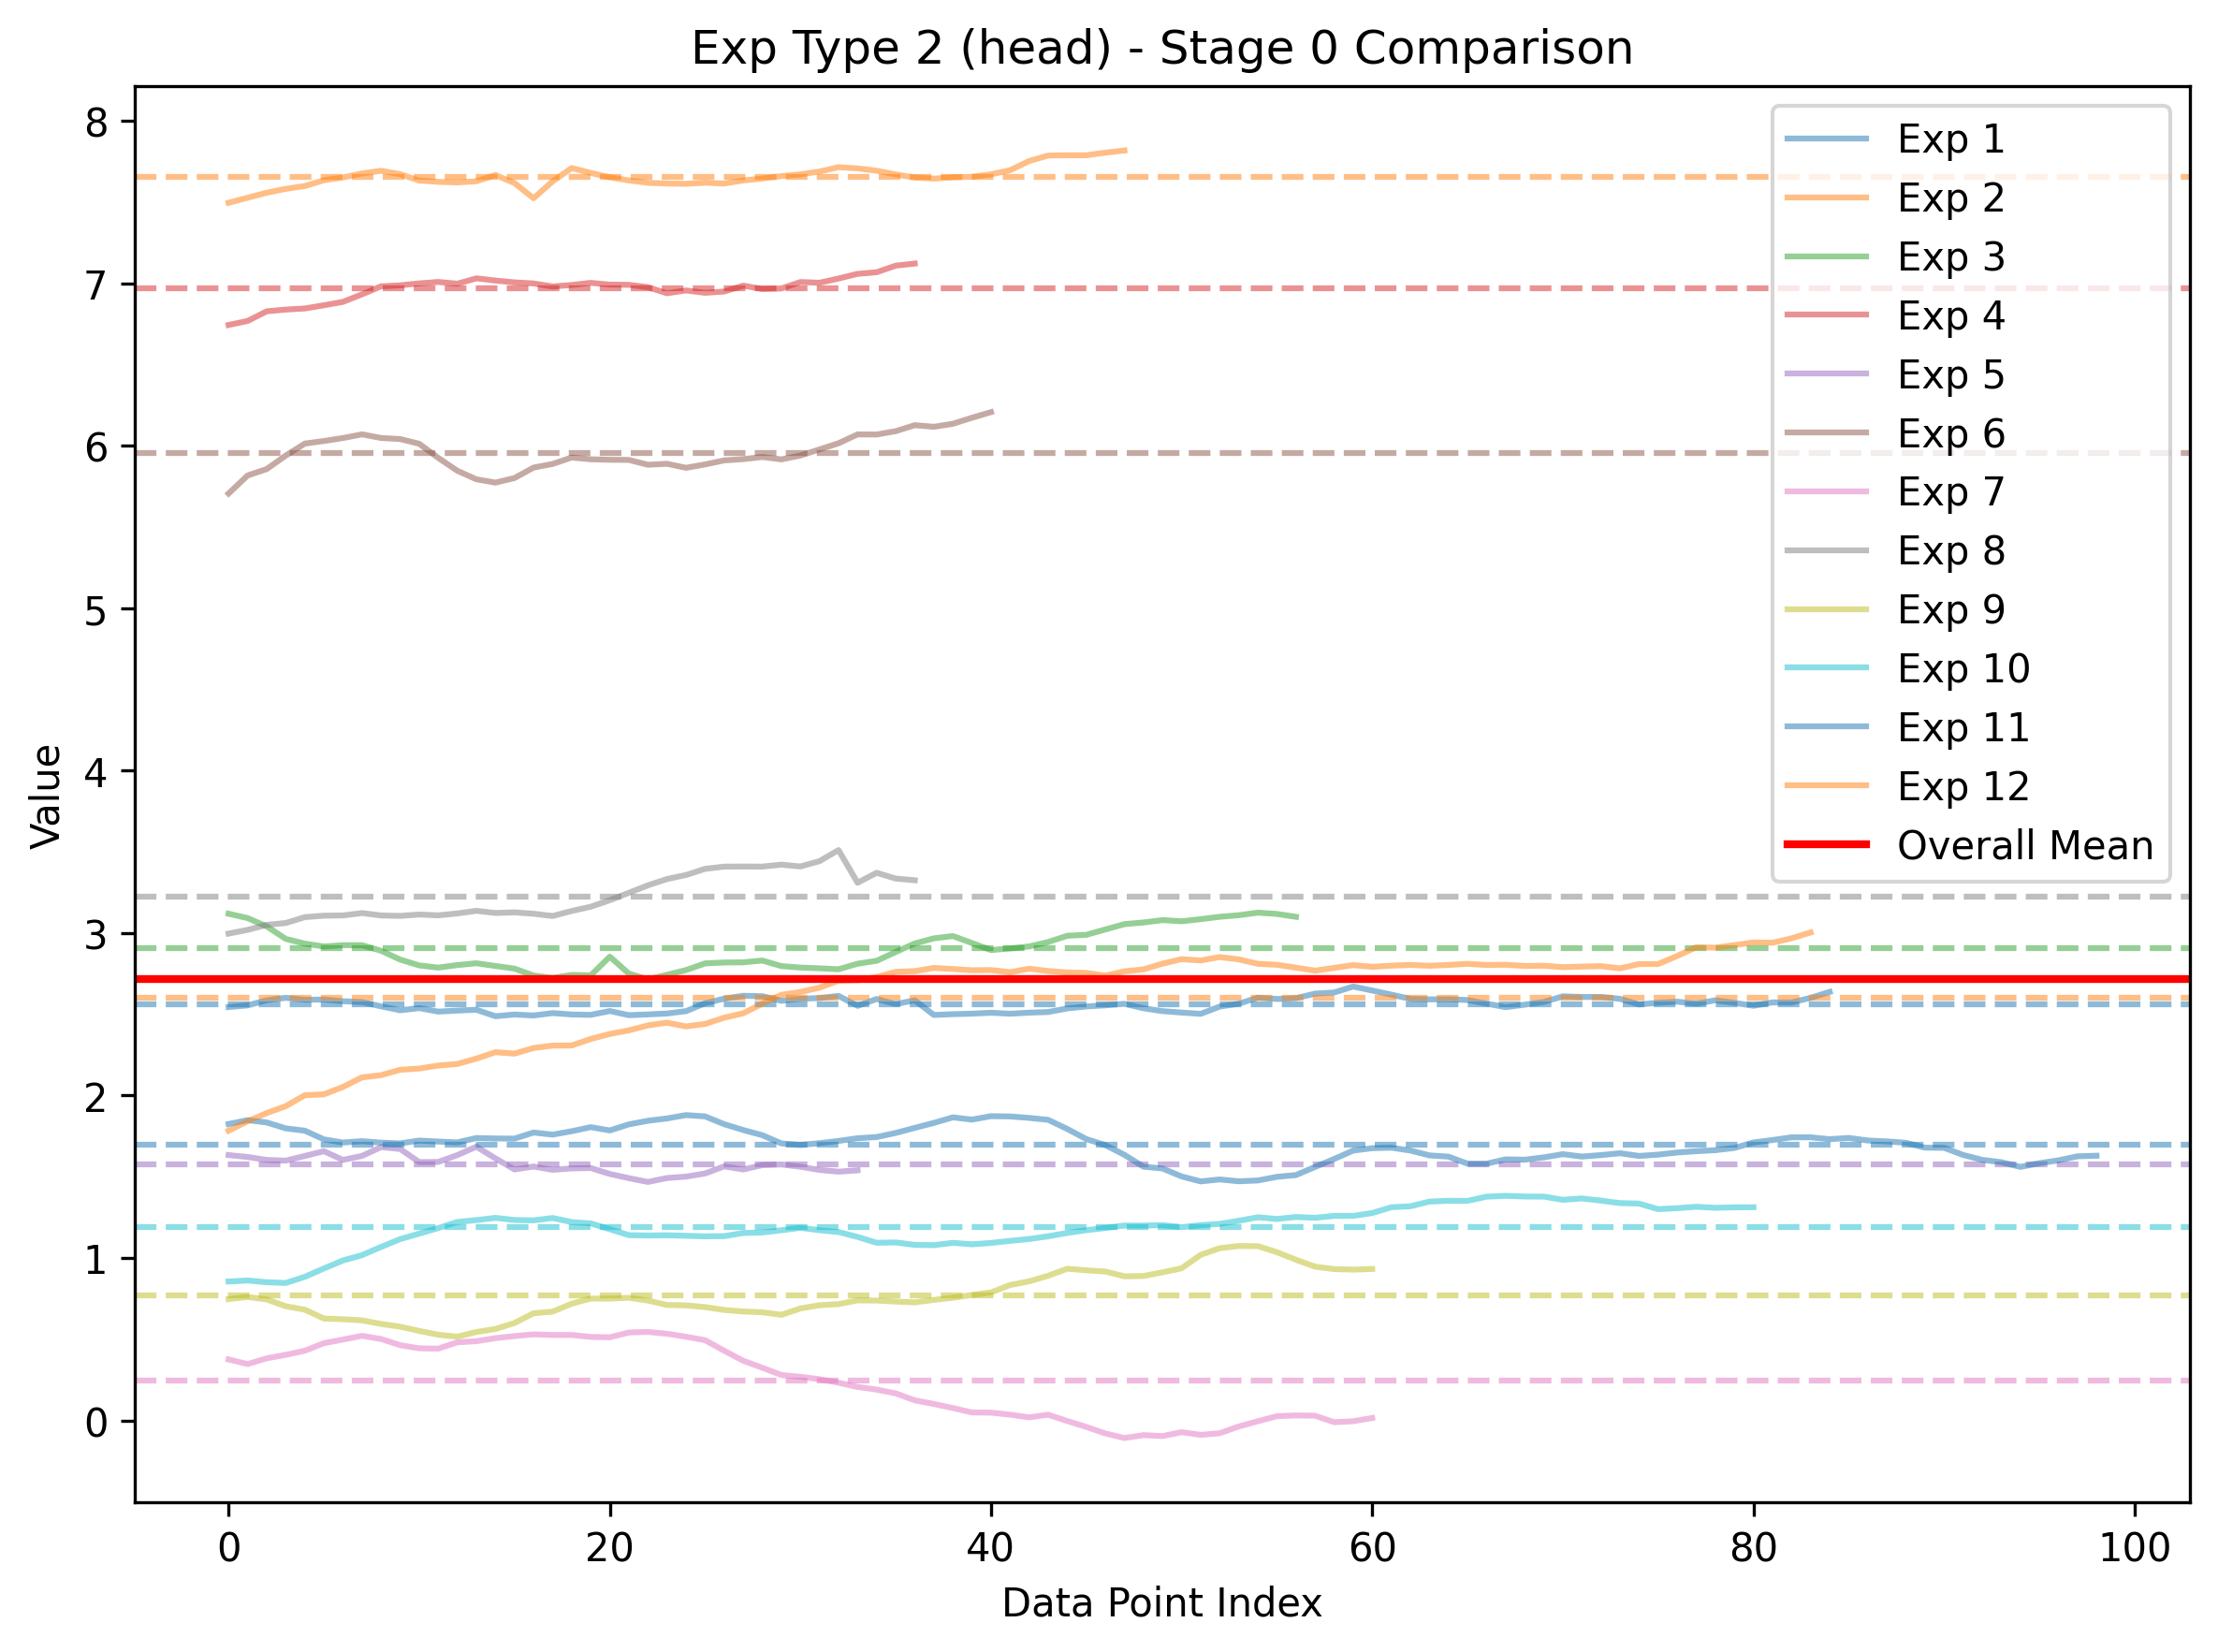 Exp Type 2 (head) - Stage 0 Comparison
8
7
6
5
4
3
2
1
0
Value
Exp 1
Exp 2
Exp 3
Exp 4
Exp 5
Exp 6
Exp 7
Exp 8
Exp 9
Exp 10
Exp 11
Exp 12
Overall Mean
0 20 40 60 80 100
Data Point Index